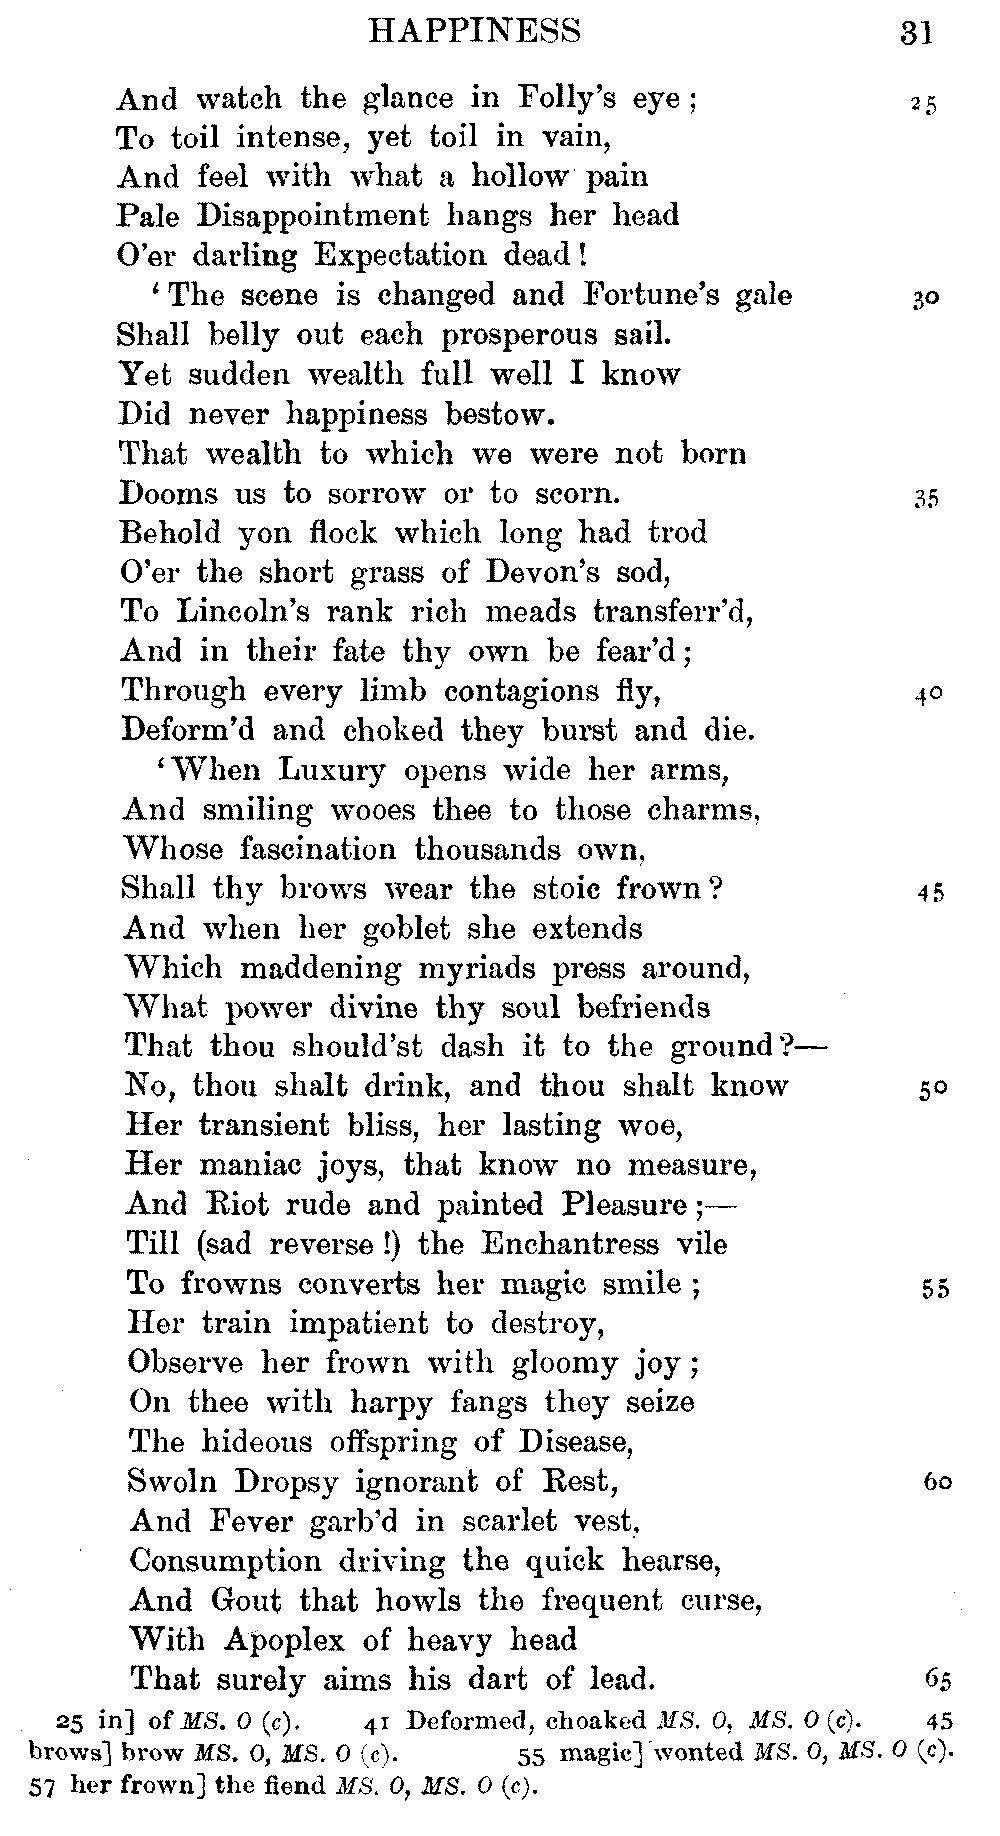 HAPPINESS 31
And watch the glance in Folly's eye ; 25
To toil intense, yet toil in vain,
And feel with what a hollow pain
Pale Disappointment hangs her head
O'er darling Expectation dead !
‘ The scene is changed and Fortune's gale 30
Shall belly out each prosperous sail.
Yet sudden wealth full well I know
Did never happiness bestow.
That wealth to which we were not born
Dooms us to sorrow or to scorn. 35
Behold yon flock which long had trod
O'er the short grass of Devon's sod,
To Lincoln's rank rich meads transferr'd,
And in their fate thy own be fear'd ;
Through every limb contagions fly, 40
Deform'd and choked they burst and die.
‘ When Luxury opens wide her arms,
And smiling wooes thee to those charms,
Whose fascination thousands own,
Shall thy brows wear the stoic frown ? 45
And when her goblet she extends
Which maddening myriads press around,
What power divine thy soul befriends
That thou should'st dash it to the ground ?—
No, thou shalt drink, and thou shalt know 50
Her transient bliss, her lasting woe,
Her maniac joys, that know no measure,
And Riot rude and painted Pleasure ;—
Till (sad reverse !) the Enchantress vile
To frowns converts her magic smile ; 55
Her train impatient to destroy,
Observe her frown with gloomy joy ;
On thee with harpy fangs they seize
The hideous offspring of Disease,
Swoln Dropsy ignorant of Rest, 60
And Fever garb'd in scarlet vest,
Consumption driving the quick hearse,
And Gout that howls the frequent curse,
With Apoplex of heavy head
That surely aims his dart of lead. 65
25 in] of MS. O (c). 41 Deformed, choaked MS. O, MS. O (c). 45
brows] brow MS. O, MS. O (c). 55 magic] wonted MS. O, MS. O (c).
57 her frown] the fiend MS. O, MS. O (c).